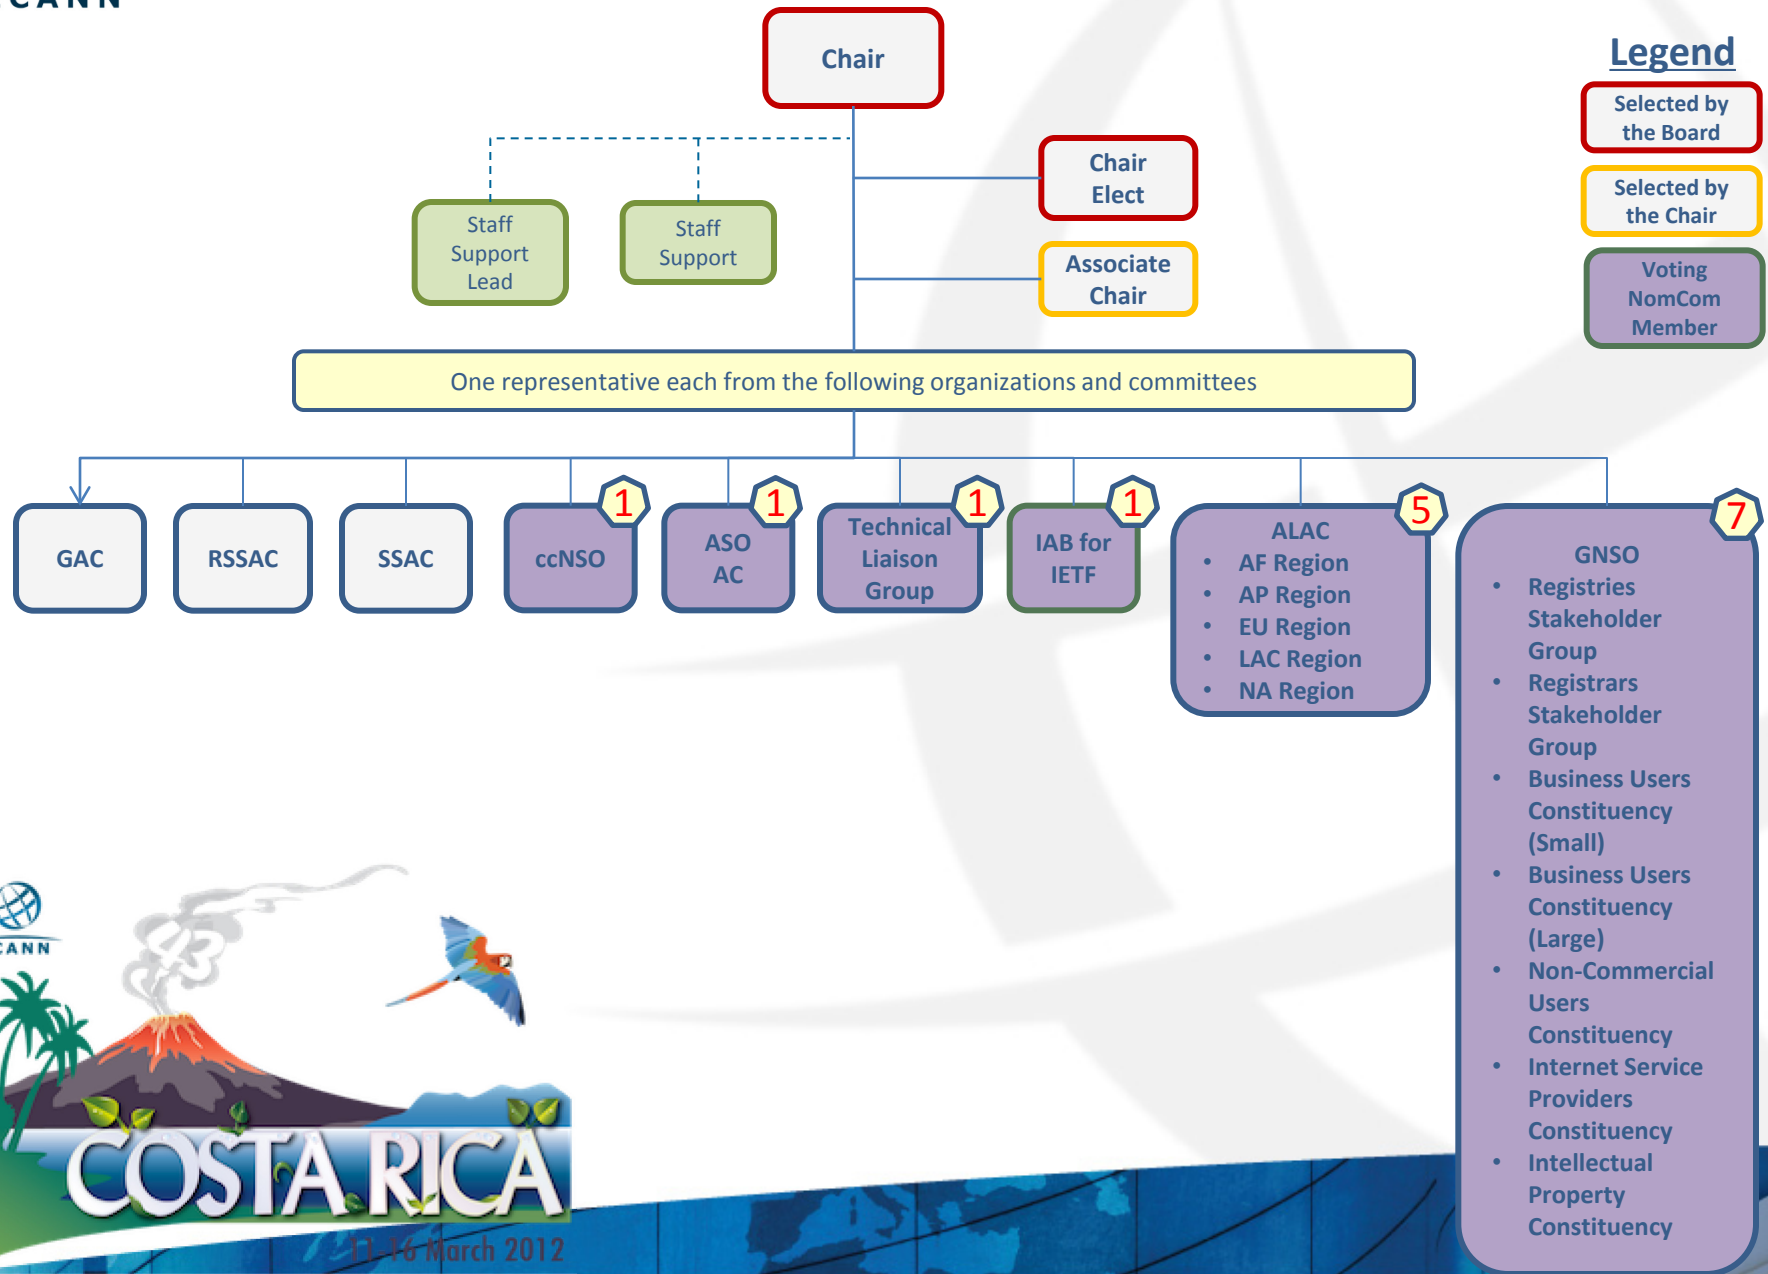 Chair
Legend
Selected by
the Board
Chair
Elect
Selected by
the Chair
Staff
Support
Lead
Staff
Support
Associate
Chair
Voting
NomCom
Member
One representative each from the following organizations and committees
GAC
RSSAC
SSAC
1
ccNSO
1
ASO
AC
1
Technical
Liaison
Group
1
IAB for
IETF
5
ALAC
• AF Region
• AP Region
• EU Region
• LAC Region
• NA Region
7
GNSO
• Registries
Stakeholder
Group
• Registrars
Stakeholder
Group
• Business Users
Constituency
(Small)
• Business Users
Constituency
(Large)
• Non-Commercial
Users
Constituency
• Internet Service
Providers
Constituency
• Intellectual
Property
Constituency
43
COSTA RICA
11-16 March 2012